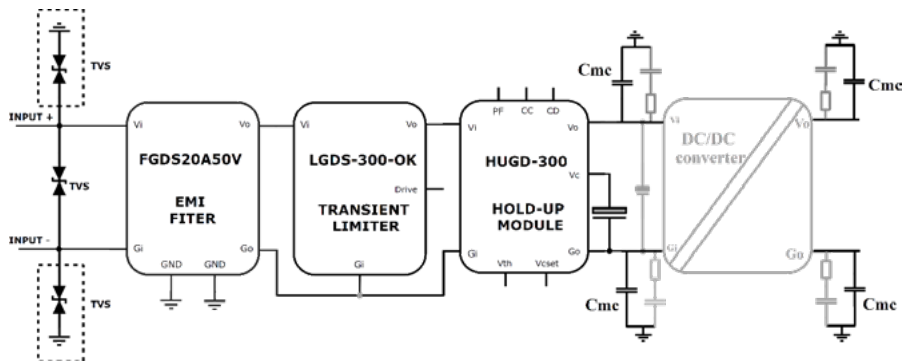 TVS
INPUT +
TVS
INPUT -
TVS
Vi
Vo
FGDS20A50V
EMI
FITER
Gi
Go
GND
GND
Vi
Vo
LGDS-300-OK
Drive
TRANSIENT
LIMITER
Gi
PF
CC
CD
Vi
Vo
HUGD-300
Vc
HOLD-UP
MODULE
Gi
Go
Vth
Vcset
Cmc
Cmc
Vi
Vo
DC/DC
converter
Gi
Go
Cmc
Cmc